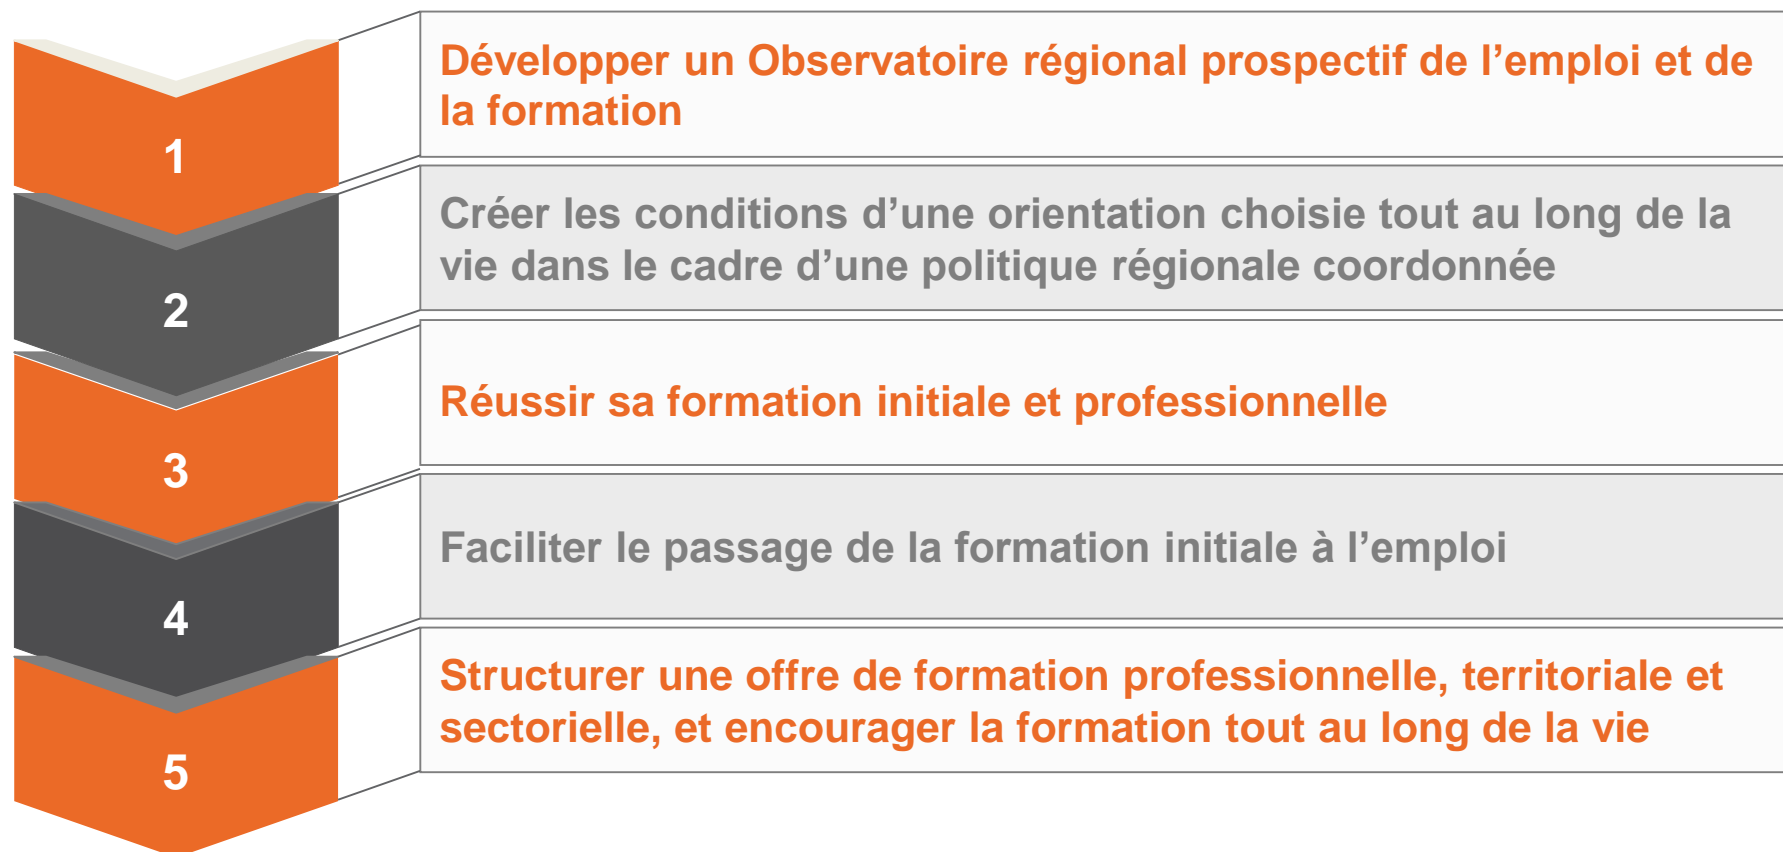 1
Développer un Observatoire régional prospectif de l’emploi et de
la formation
2
Créer les conditions d’une orientation choisie tout au long de la
vie dans le cadre d’une politique régionale coordonnée
3
Réussir sa formation initiale et professionnelle
4
Faciliter le passage de la formation initiale à l’emploi
5
Structurer une offre de formation professionnelle, territoriale et
sectorielle, et encourager la formation tout au long de la vie